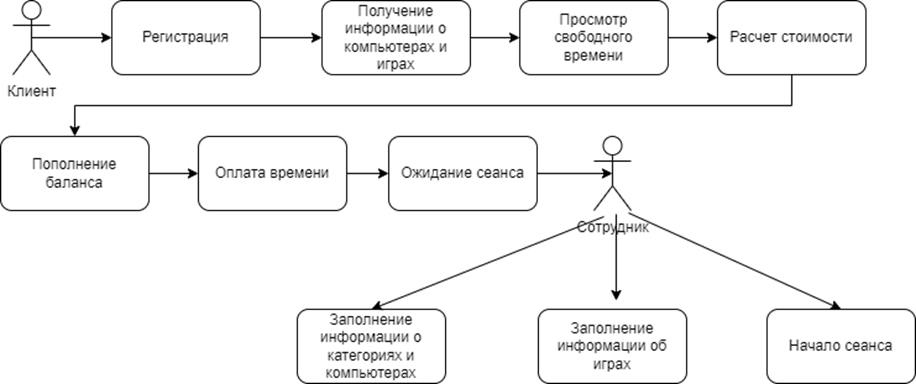 Клиент
Регистрация
Получение
информации о
компьютерах и
играх
Просмотр
свободного
времени
Расчет стоимости
Пополнение
баланса
Оплата времени
Ожидание сеанса
Сотрудник
Заполнение
информации о
категориях и
компьютерах
Заполнение
информации об
играх
Начало сеанса